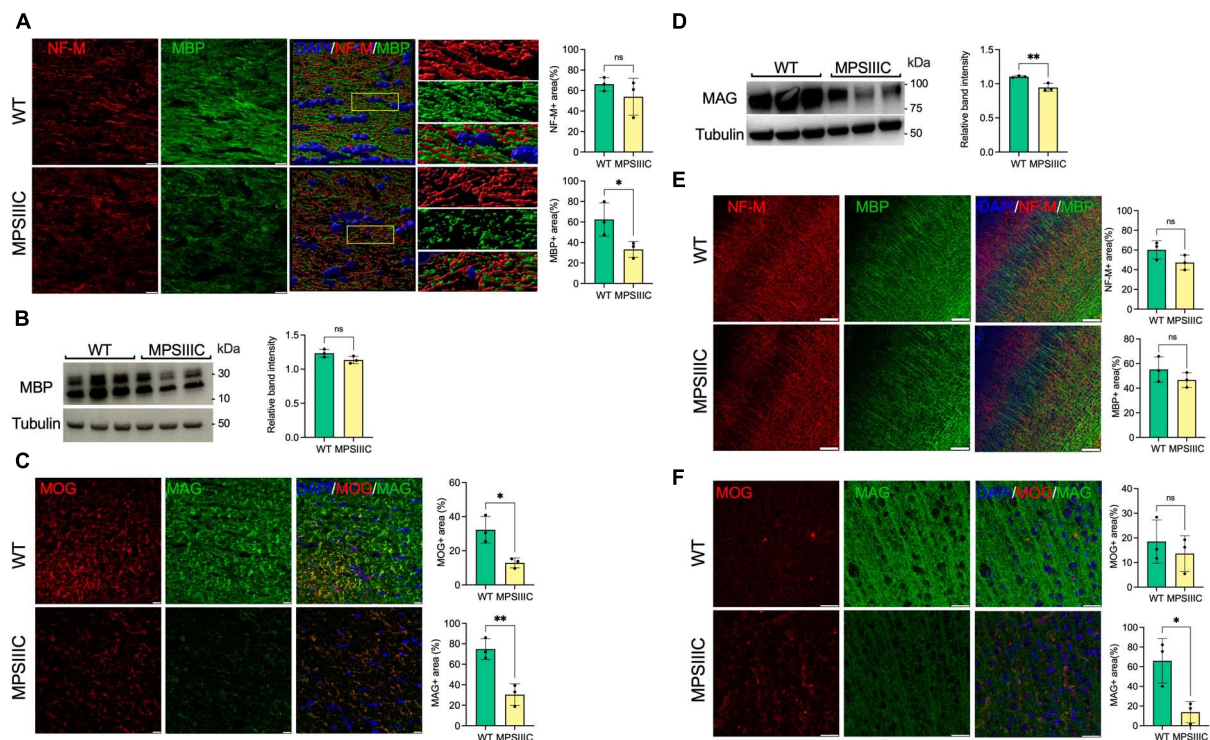 A
NF-M
MBP
DAPI/NF-M/MBP
WT
MPSIIIC
100
80
60
40
20
0
NF-M+ area(%)
ns
WT MPSIIIC
100
80
60
40
20
0
MBP+ area(%)
*
WT MPSIIIC
B
WT
MPSIIIC
kDa
MBP
30
10
Tubulin
50
1.5
1.0
0.5
0.0
Relative band intensity
ns
WT MPSIIIC
C
MOG
MAG
DAPI/MOG/MAG
WT
MPSIIIC
60
40
20
0
MOG+ area (%)
*
WT MPSIIIC
100
80
60
40
20
0
MAG+ area (%)
**
WT MPSIIIC
D
WT
MPSIIIC
kDa
MAG
100
75
Tubulin
50
1.5
1.0
0.5
0.0
Relative band intensity
**
WT MPSIIIC
E
NF-M
MBP
DAPI/NF-M/MBP
WT
MPSIIIC
100
80
60
40
20
0
NF-M+ area(%)
ns
WT MPSIIIC
80
60
40
20
0
MBP+ area(%)
ns
WT MPSIIIC
F
MOG
MAG
DAPI/MOG/MAG
WT
MPSIIIC
40
30
20
10
0
MOG+ area(%)
ns
WT MPSIIIC
100
80
60
40
20
0
MAG+ area(%)
*
WT MPSIIIC